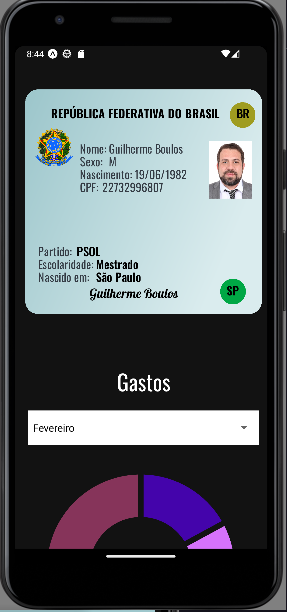 8:44
REPÚBLICA FEDERATIVA DO BRASIL
BR
Nome: Guilherme Boulos
Sexo: M
Nascimento: 19/06/1982
CPF: 22732996807
Partido: PSOL
Escolaridade: Mestrado
Nascido em: São Paulo
Guilherme Boulos
SP
Gastos
Fevereiro